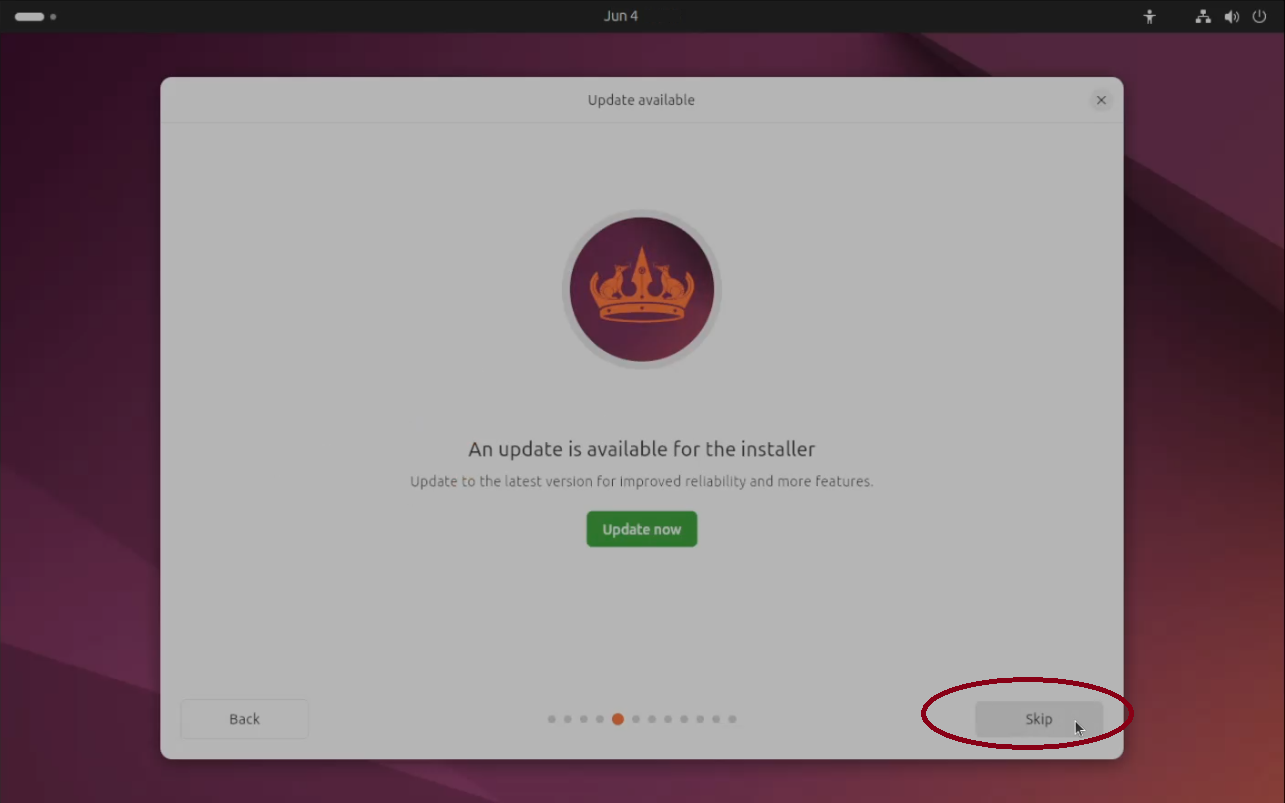 Jun 4
Update available
An update is available for the installer
Update to the latest version for improved reliability and more features.
Update now
Back
Skip